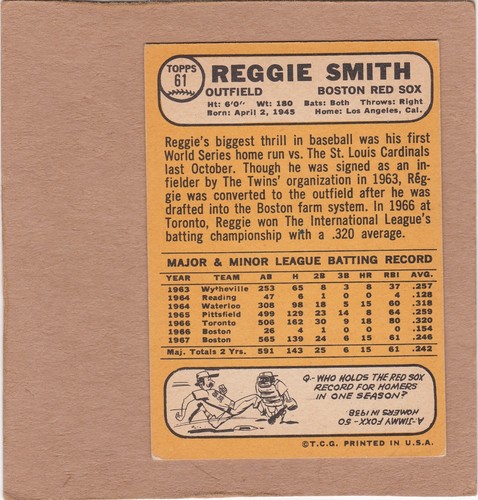 TOPPS
61
REGGIE SMITH
OUTFIELD BOSTON RED SOX
Ht: 6'0" Wt: 180 Bats: Both Throws: Right
Born: April 2, 1945 Home: Los Angeles, Cal.
Reggie's biggest thrill in baseball was his first
World Series home run vs. The St. Louis Cardinals
last October. Though he was signed as an in-
fielder by The Twins' organization in 1963, Reg-
gie was converted to the outfield after he was
drafted into the Boston farm system. In 1966 at
Toronto, Reggie won The International League's
batting championship with a .320 average.
MAJOR & MINOR LEAGUE BATTING RECORD
YEAR TEAM AB H 2B 3B HR RBI AVG.
1963 Wytheville 253 65 8 3 8 37 .257
1964 Reading 47 6 1 0 0 4 .128
1964 Waterloo 308 98 18 5 15 60 .318
1965 Pittsfield 499 129 23 14 8 64 .259
1966 Toronto 506 162 30 9 18 80 .320
1966 Boston 26 4 1 0 0 0 .154
1967 Boston 565 139 24 6 15 61 .246
Maj. Totals 2 Yrs. 591 143 25 6 15 61 .242
Q-WHO HOLDS THE RED SOX
RECORD FOR HOMERS
IN ONE SEASON?
A-JIMMY FOXX-50
HOMERS IN 1938.
©T.C.G. PRINTED IN U.S.A.